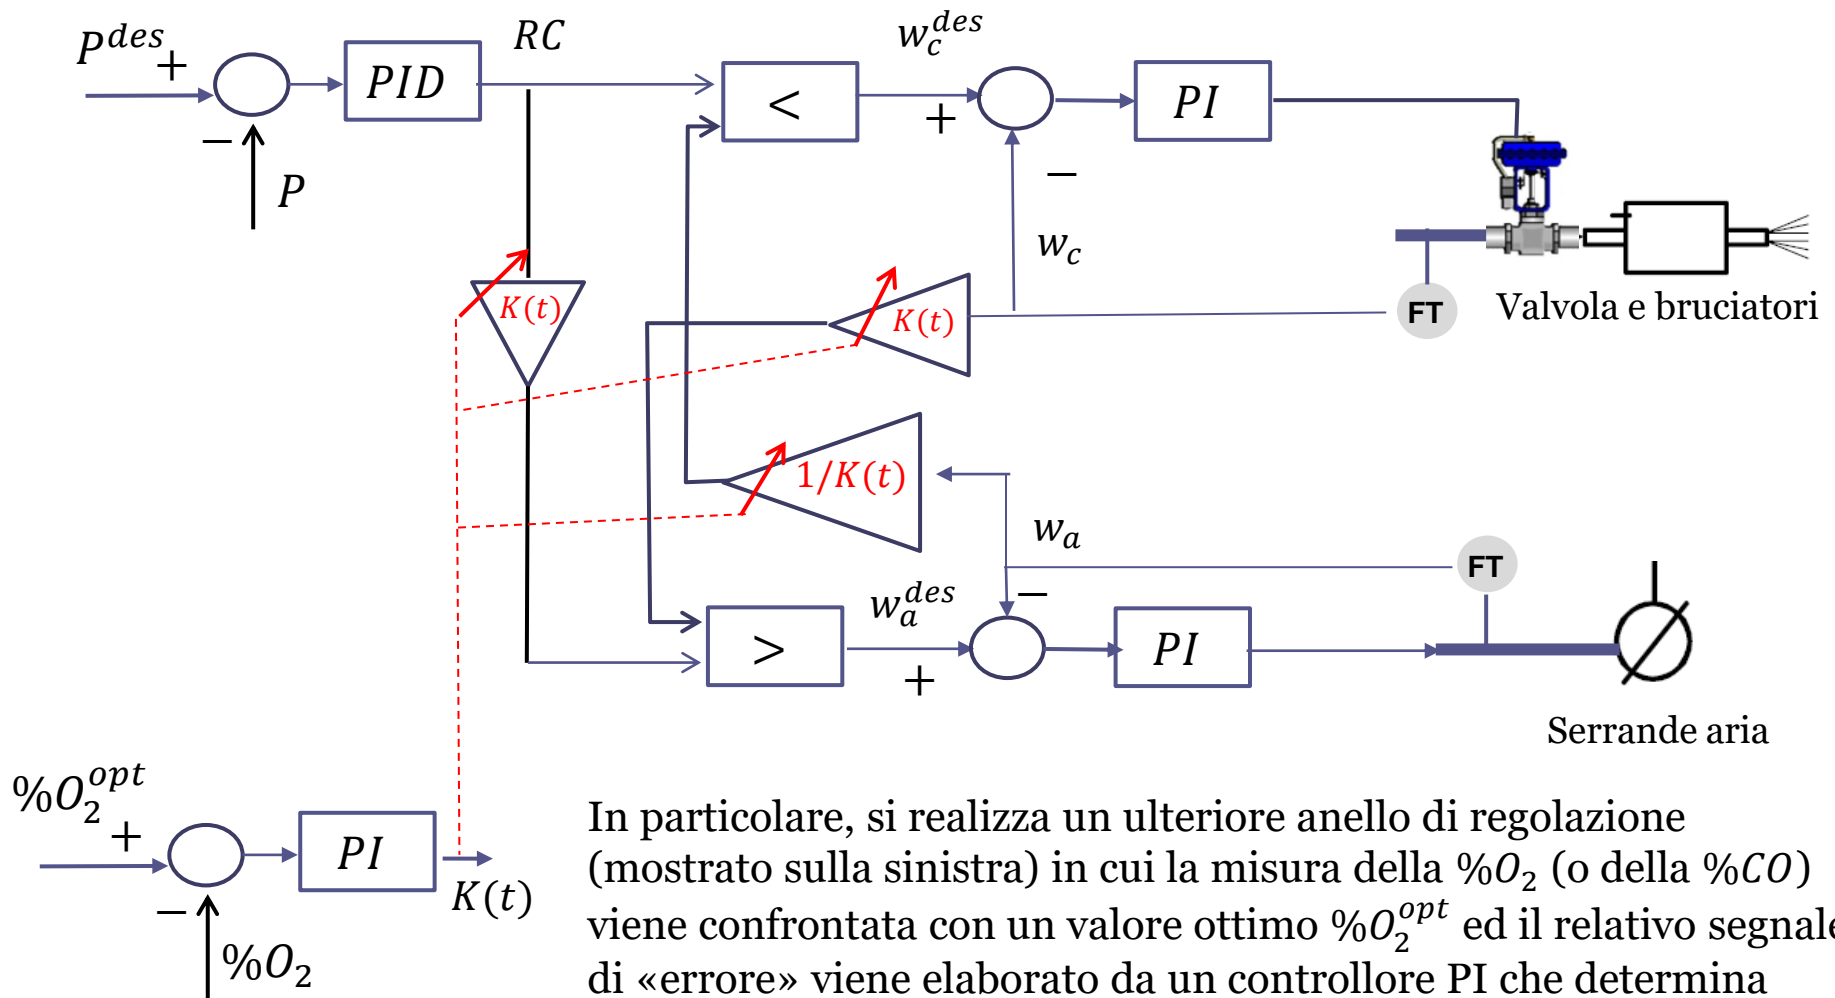 P^des
+
−
P
PID
RC
<
w_c^des
+
−
PI
w_c
FT
Valvola e bruciatori
K(t)
K(t)
1/K(t)
w_a
FT
w_a^des
−
>
+
PI
Serrande aria
%O_2^opt
+
−
PI
K(t)
%O_2
In particolare, si realizza un ulteriore anello di regolazione
(mostrato sulla sinistra) in cui la misura della %O_2 (o della %CO)
viene confrontata con un valore ottimo %O_2^opt ed il relativo segnale
di «errore» viene elaborato da un controllore PI che determina